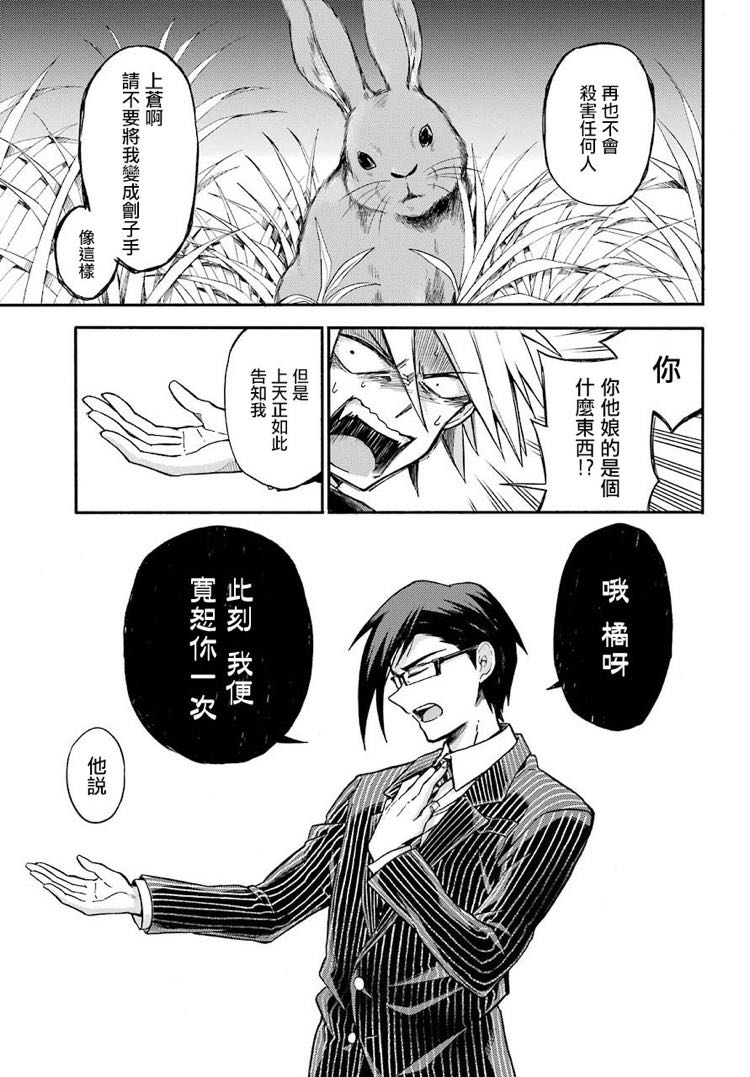 再也不會
殺害任何人
上蒼啊
請不要將我變成劊子手
像這樣
你
你他娘的是個
什麼東西!?
但是
上天正如此
告知我
哦 橘呀
此刻 我便
寬恕你一次
他說